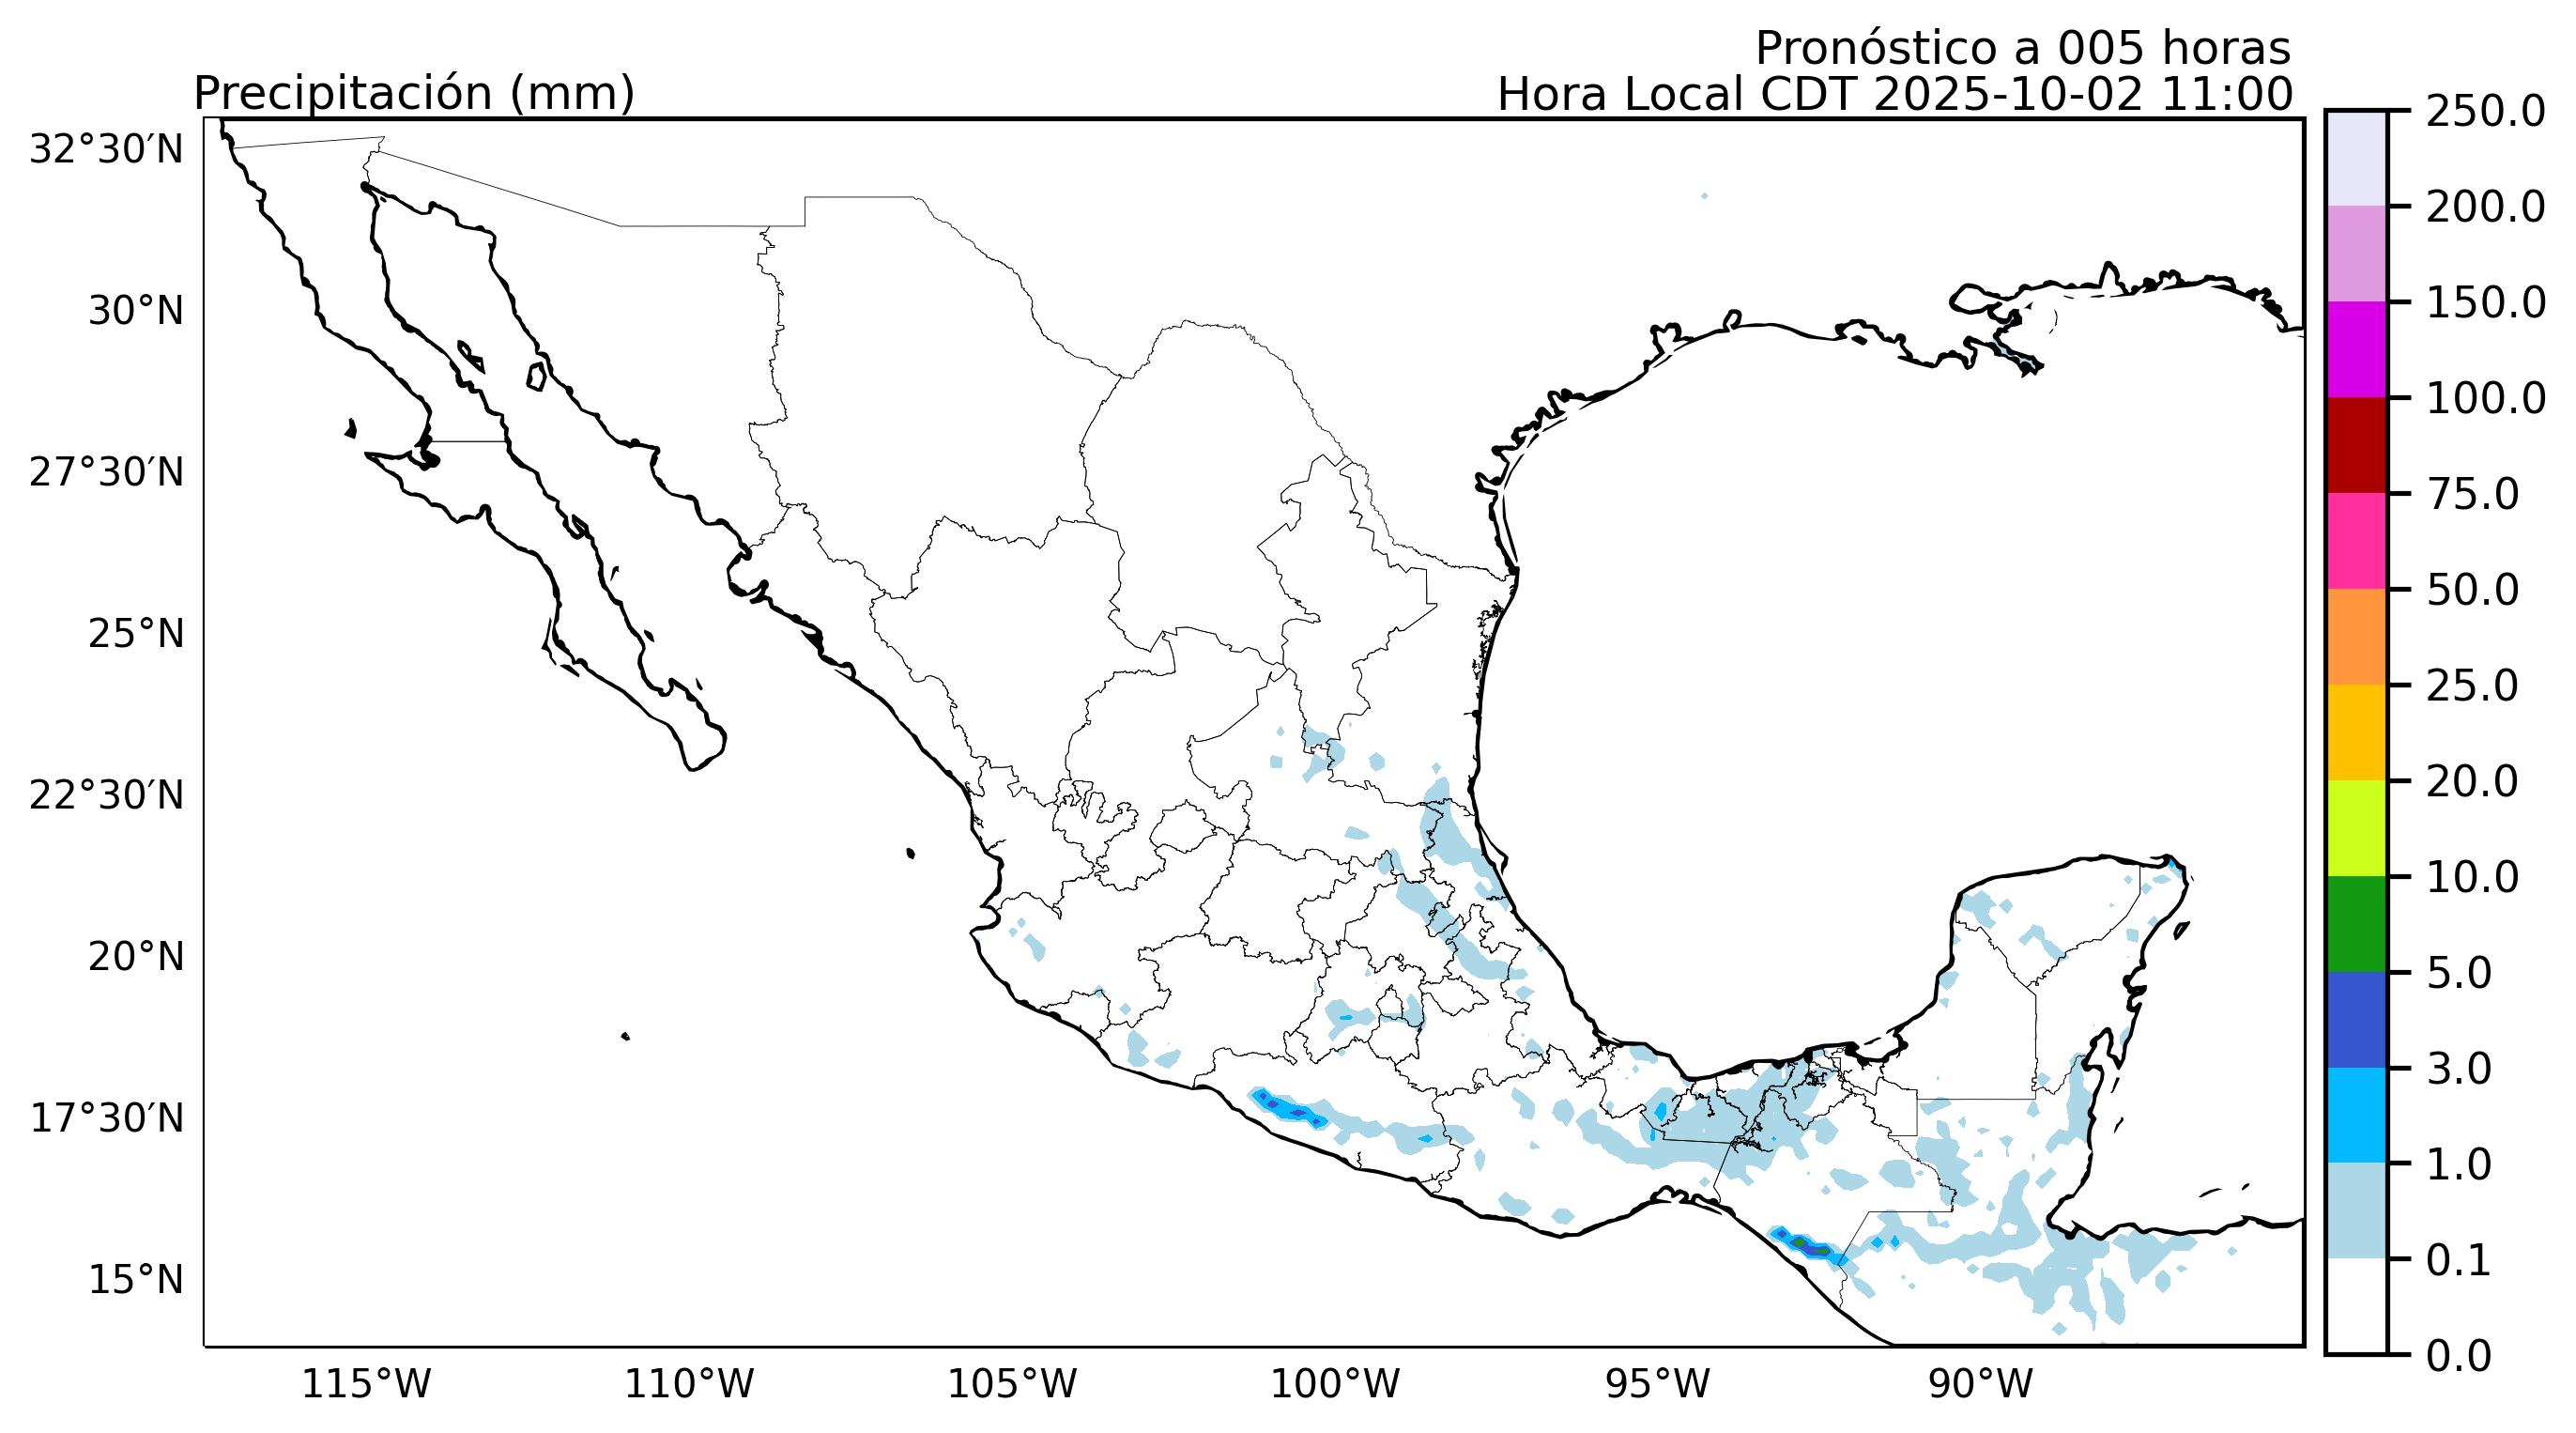 Pronóstico a 005 horas
Precipitación (mm)
Hora Local CDT 2025-10-02 11:00
32°30′N
30°N
27°30′N
25°N
22°30′N
20°N
17°30′N
15°N
115°W
110°W
105°W
100°W
95°W
90°W
250.0
200.0
150.0
100.0
75.0
50.0
25.0
20.0
10.0
5.0
3.0
1.0
0.1
0.0